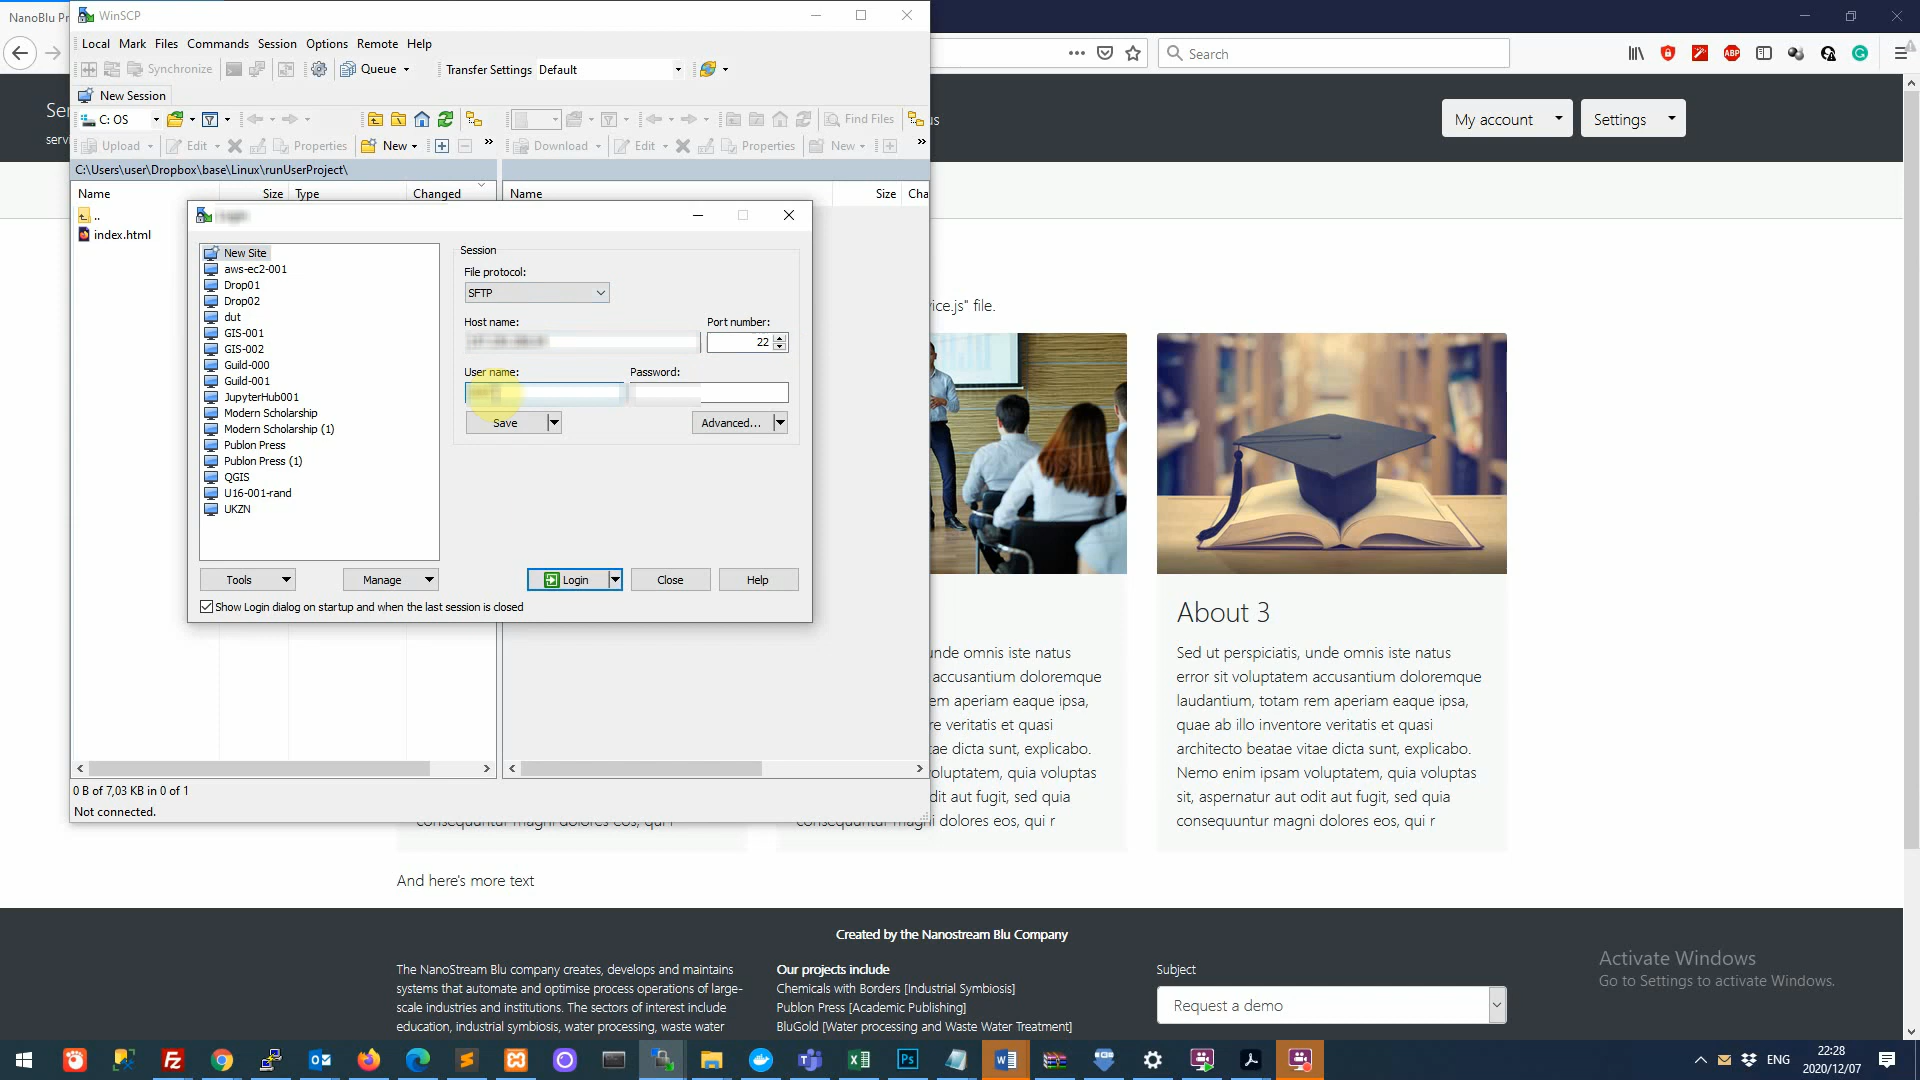 NanoBlu Pr
WinSCP
Local Mark Files Commands Session Options Remote Help
Synchronize
Queue
Transfer Settings Default
Search
New Session
C: OS
Find Files
Upload Edit Properties New
Download Edit Properties New
My account
Settings
C:\Users\user\Dropbox\base\Linux\runUserProject\
Name Size Type Changed
Name Size Cha
..
index.html
New Site
aws-ec2-001
Drop01
Drop02
dut
GIS-001
GIS-002
Guild-000
Guild-001
JupyterHub001
Modern Scholarship
Modern Scholarship (1)
Publon Press
Publon Press (1)
QGIS
U16-001-rand
UKZN
Session
File protocol:
SFTP
Host name:
Port number:
22
User name:
Password:
Save
Advanced...
Tools
Manage
Login
Close
Help
Show Login dialog on startup and when the last session is closed
0 B of 7,03 KB in 0 of 1
Not connected.
vice.js" file.
unde omnis iste natus
accusantium doloremque
em aperiam eaque ipsa,
re veritatis et quasi
ae dicta sunt, explicabo.
voluptatem, quia voluptas
dit aut fugit, sed quia
consequuntur magni dolores eos, qui r
consequuntur magni dolores eos, qui r
About 3
Sed ut perspiciatis, unde omnis iste natus
error sit voluptatem accusantium doloremque
laudantium, totam rem aperiam eaque ipsa,
quae ab illo inventore veritatis et quasi
architecto beatae vitae dicta sunt, explicabo.
Nemo enim ipsam voluptatem, quia voluptas
sit, aspernatur aut odit aut fugit, sed quia
consequuntur magni dolores eos, qui r
And here's more text
Created by the Nanostream Blu Company
The NanoStream Blu company creates, develops and maintains
systems that automate and optimise process operations of large-
scale industries and institutions. The sectors of interest include
education, industrial symbiosis, water processing, waste water
Our projects include
Chemicals with Borders [Industrial Symbiosis]
Publon Press [Academic Publishing]
BluGold [Water processing and Waste Water Treatment]
Subject
Request a demo
Activate Windows
Go to Settings to activate Windows.
ENG
22:28
2020/12/07